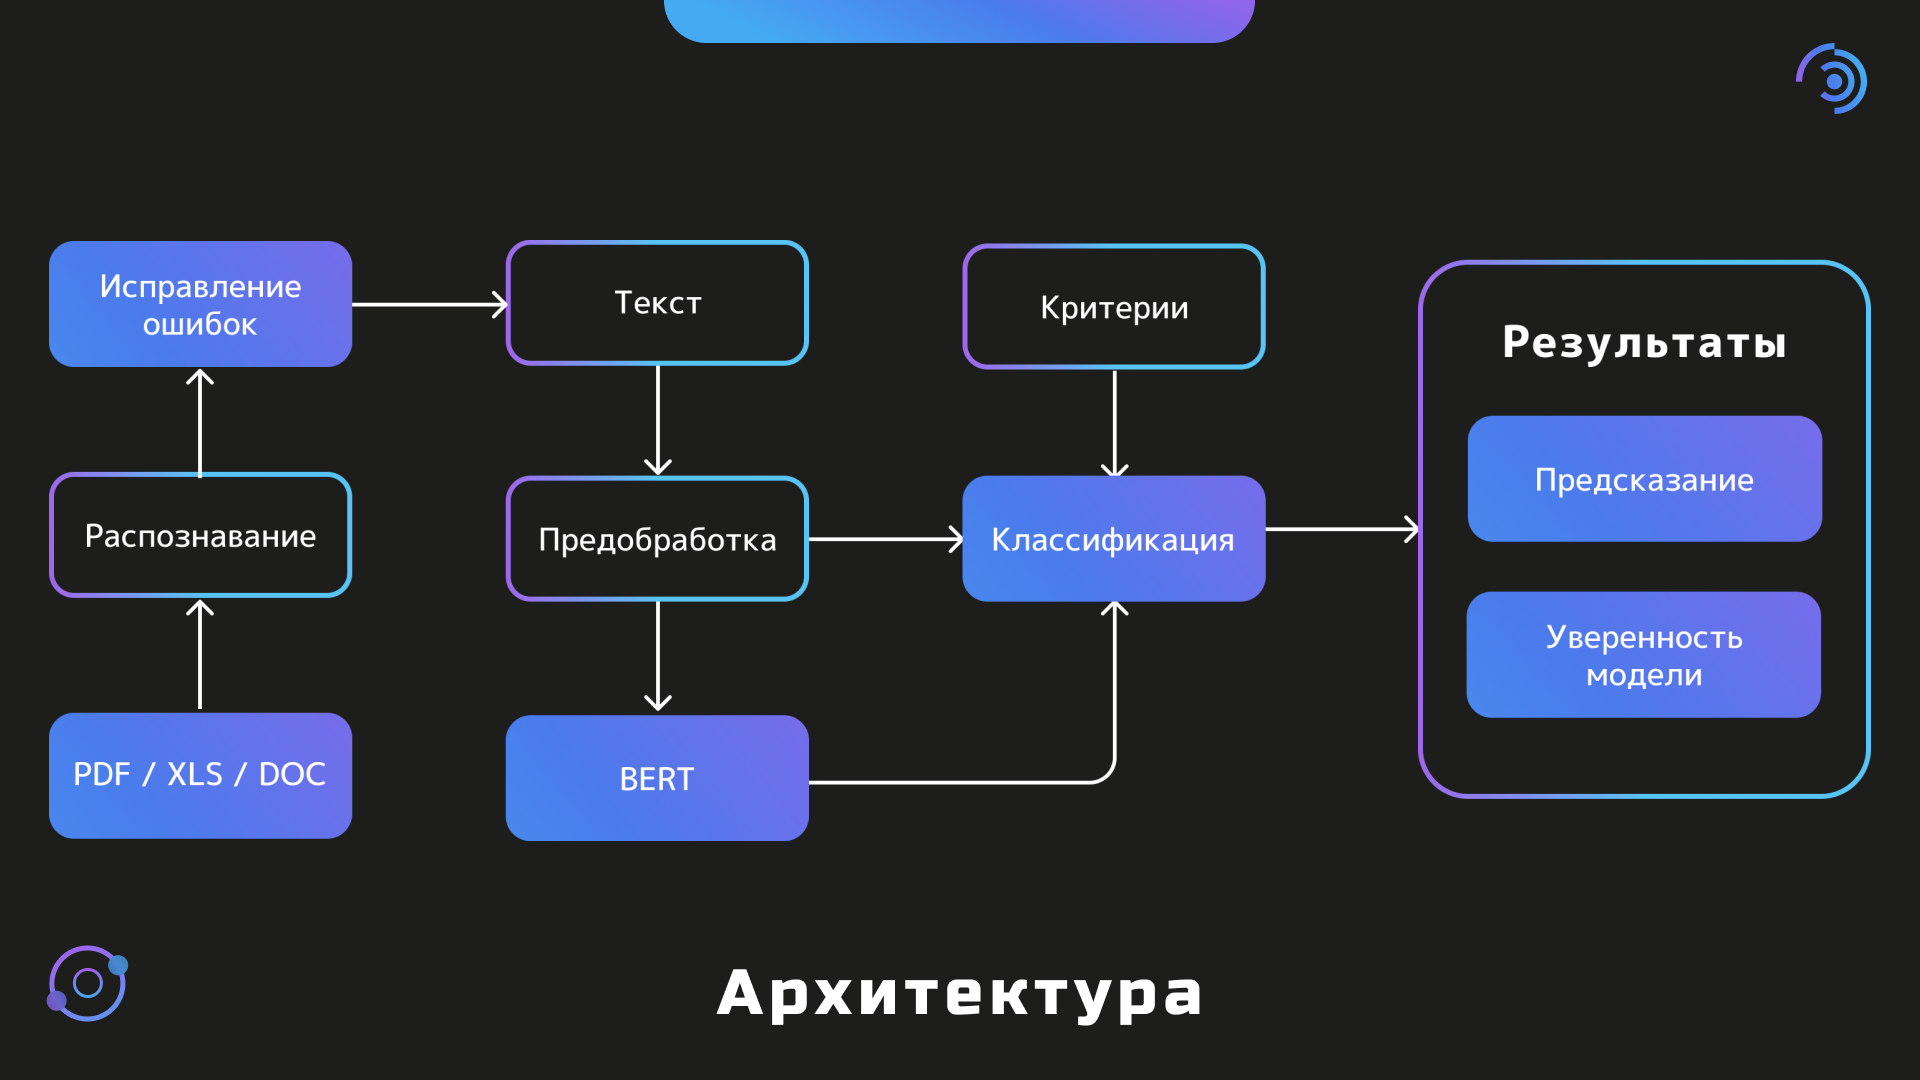 Исправление
ошибок
Текст
Критерии
Результаты
Распознавание
Предобработка
Классификация
Предсказание
Уверенность
модели
PDF / XLS / DOC
BERT
Архитектура